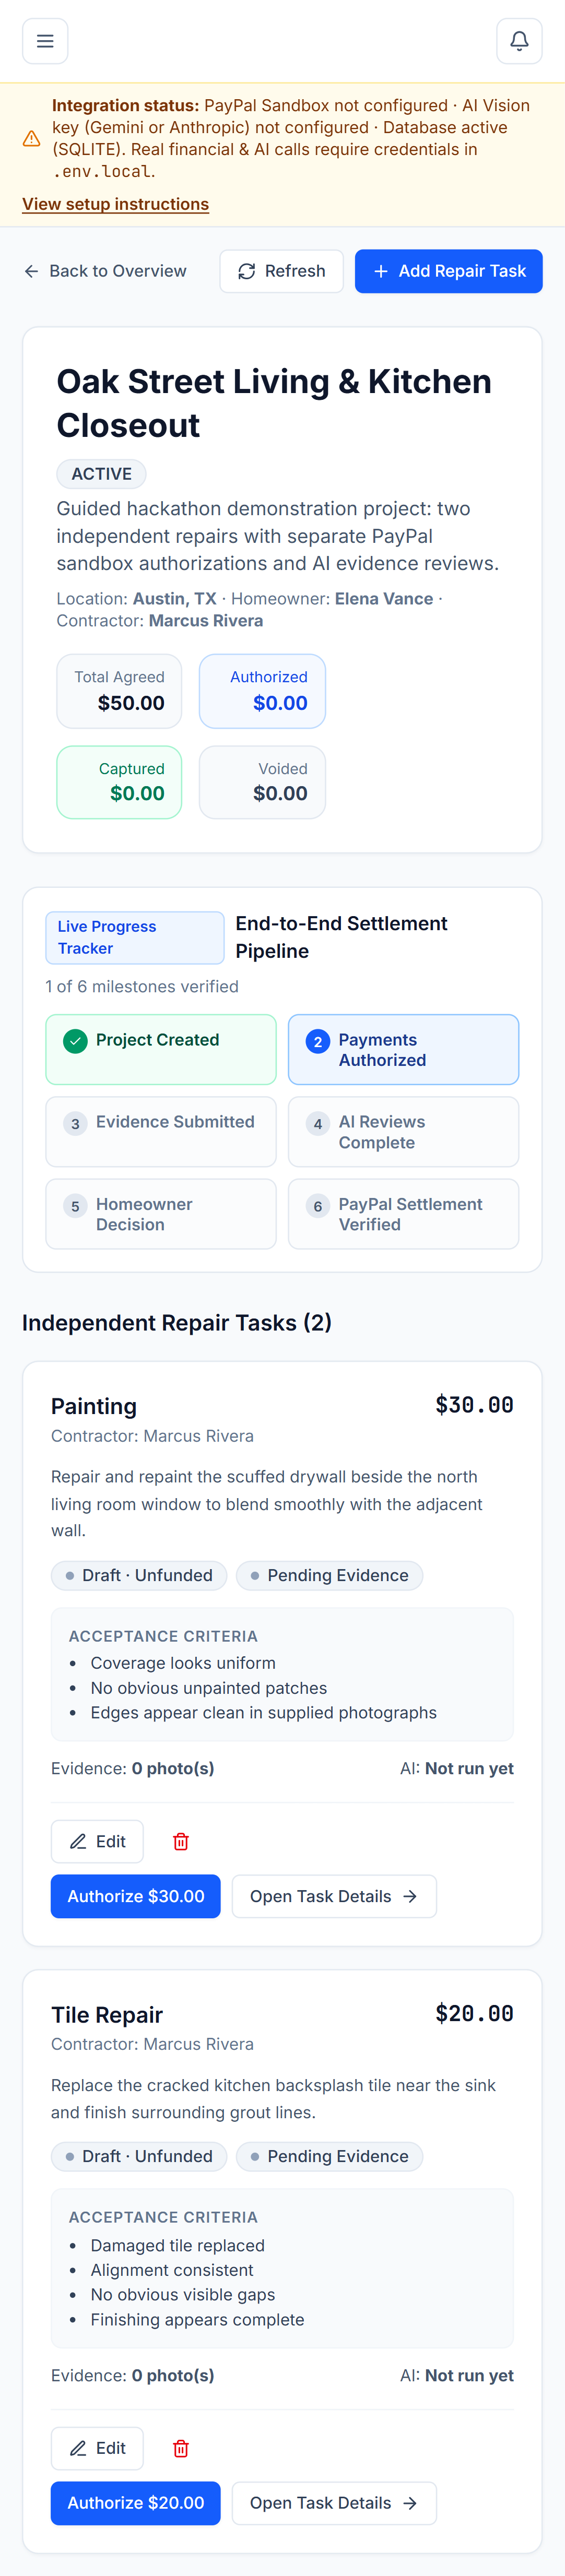 Integration status: PayPal Sandbox not configured · AI Vision
key (Gemini or Anthropic) not configured · Database active
(SQLITE). Real financial & AI calls require credentials in
.env.local.
View setup instructions
Back to Overview
Refresh
Add Repair Task
Oak Street Living & Kitchen
Closeout
ACTIVE
Guided hackathon demonstration project: two
independent repairs with separate PayPal
sandbox authorizations and AI evidence reviews.
Location: Austin, TX · Homeowner: Elena Vance ·
Contractor: Marcus Rivera
Total Agreed
$50.00
Authorized
$0.00
Captured
$0.00
Voided
$0.00
Live Progress
Tracker
End-to-End Settlement
Pipeline
1 of 6 milestones verified
Project Created
2 Payments
Authorized
3 Evidence Submitted
4 AI Reviews
Complete
5 Homeowner
Decision
6 PayPal Settlement
Verified
Independent Repair Tasks (2)
Painting
$30.00
Contractor: Marcus Rivera
Repair and repaint the scuffed drywall beside the north
living room window to blend smoothly with the adjacent
wall.
Draft · Unfunded
Pending Evidence
ACCEPTANCE CRITERIA
• Coverage looks uniform
• No obvious unpainted patches
• Edges appear clean in supplied photographs
Evidence: 0 photo(s)
AI: Not run yet
Edit
Authorize $30.00
Open Task Details
Tile Repair
$20.00
Contractor: Marcus Rivera
Replace the cracked kitchen backsplash tile near the sink
and finish surrounding grout lines.
Draft · Unfunded
Pending Evidence
ACCEPTANCE CRITERIA
• Damaged tile replaced
• Alignment consistent
• No obvious visible gaps
• Finishing appears complete
Evidence: 0 photo(s)
AI: Not run yet
Edit
Authorize $20.00
Open Task Details